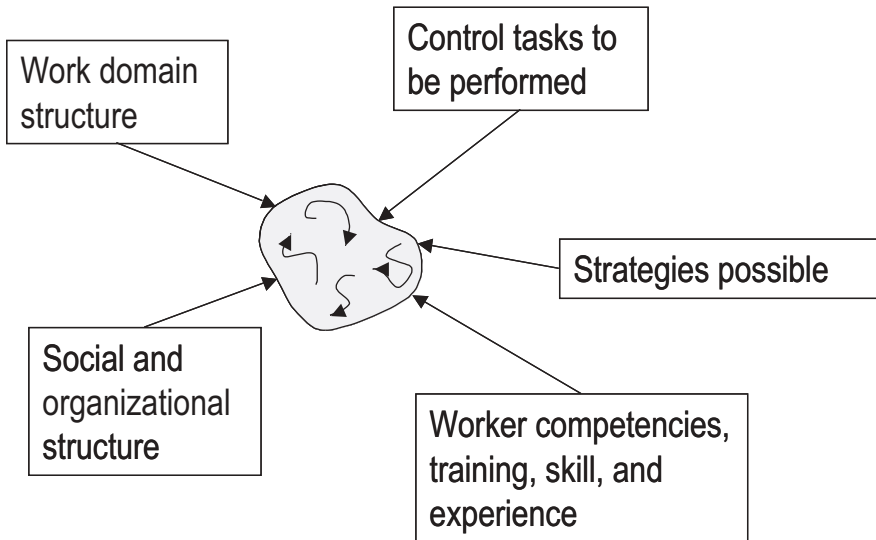 Work domain
structure
Control tasks to
be performed
Strategies possible
Social and
organizational
structure
Worker competencies,
training, skill, and
experience